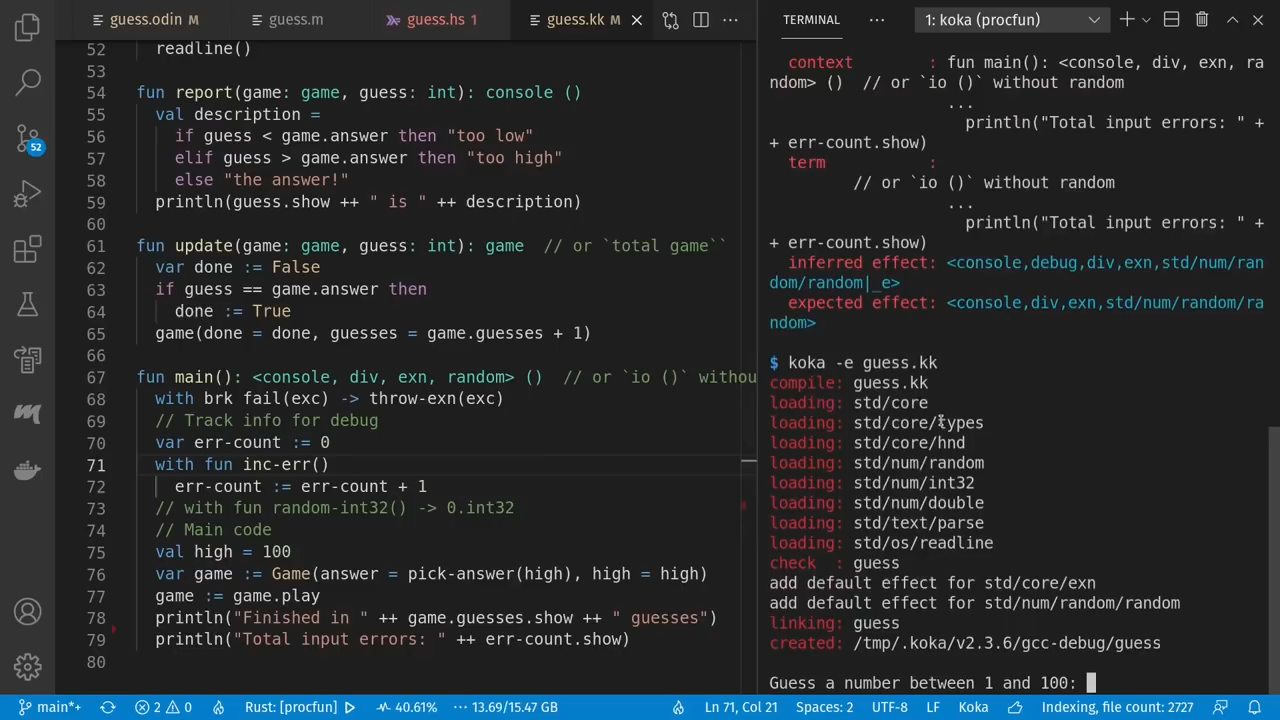 guess.odin M
guess.m
guess.hs 1
guess.kk M
TERMINAL
1: koka (procfun)
52 readline()
53
54 fun report(game: game, guess: int): console ()
55 val description =
56 if guess < game.answer then "too low"
57 elif guess > game.answer then "too high"
58 else "the answer!"
59 println(guess.show ++ " is " ++ description)
60
61 fun update(game: game, guess: int): game // or `total game``
62 var done := False
63 if guess == game.answer then
64 done := True
65 game(done = done, guesses = game.guesses + 1)
66
67 fun main(): <console, div, exn, random> () // or `io ()` withou
68 with brk fail(exc) -> throw-exn(exc)
69 // Track info for debug
70 var err-count := 0
71 with fun inc-err()
72 err-count := err-count + 1
73 // with fun random-int32() -> 0.int32
74 // Main code
75 val high = 100
76 var game := Game(answer = pick-answer(high), high = high)
77 game := game.play
78 println("Finished in " ++ game.guesses.show ++ " guesses")
79 println("Total input errors: " ++ err-count.show)
80
context : fun main(): <console, div, exn, ra
ndom> () // or `io ()` without random
...
println("Total input errors: " +
+ err-count.show)
term :
// or `io ()` without random
...
println("Total input errors: " +
+ err-count.show)
inferred effect: <console,debug,div,exn,std/num/ran
dom/random|_e>
expected effect: <console,div,exn,std/num/random/ra
ndom>
$ koka -e guess.kk
compile: guess.kk
loading: std/core
loading: std/core/types
loading: std/core/hnd
loading: std/num/random
loading: std/num/int32
loading: std/num/double
loading: std/text/parse
loading: std/os/readline
check : guess
add default effect for std/core/exn
add default effect for std/num/random/random
linking: guess
created: /tmp/.koka/v2.3.6/gcc-debug/guess
Guess a number between 1 and 100:
52
main*+
2 0
Rust: [procfun]
40.61%
13.69/15.47 GB
Ln 71, Col 21
Spaces: 2
UTF-8
LF
Koka
Indexing, file count: 2727